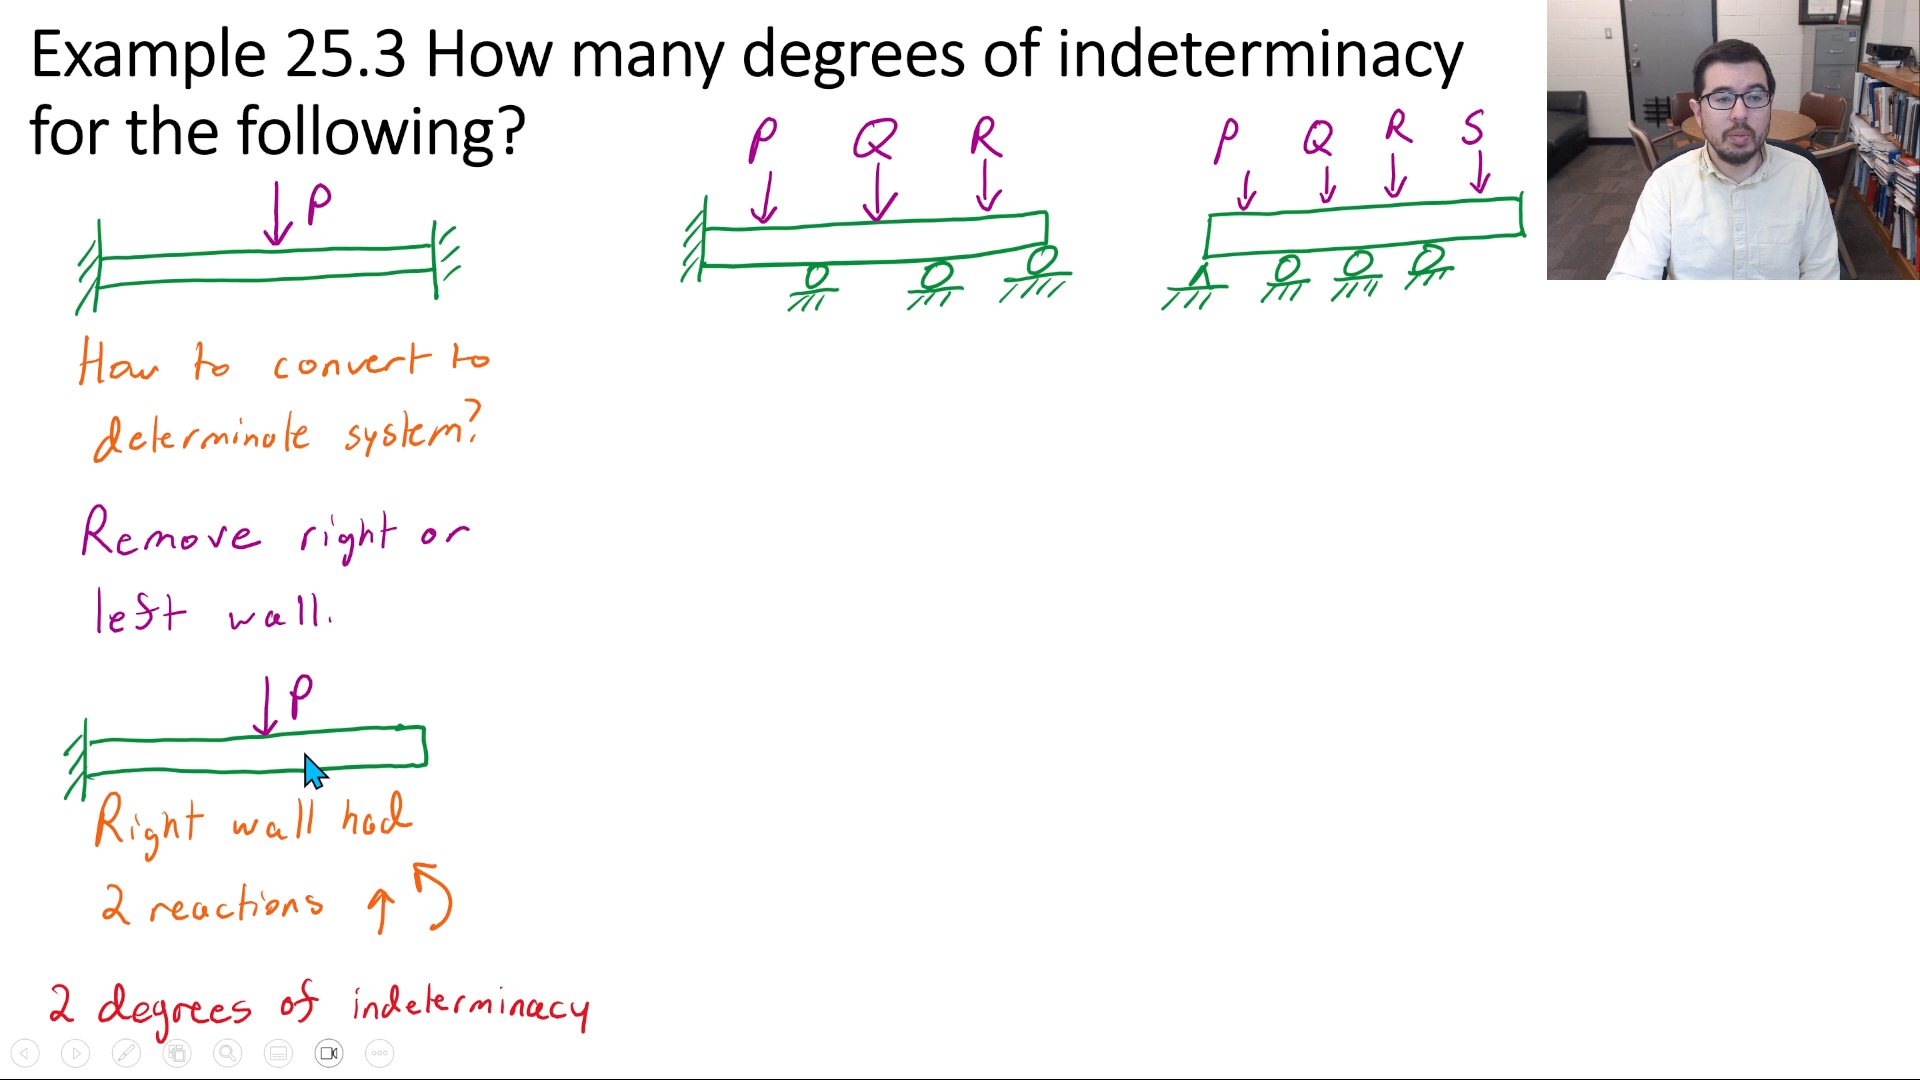 Example 25.3 How many degrees of indeterminacy
for the following?
P
P Q R
P Q R S
How to convert to
determinate system?
Remove right or
left wall.
P
Right wall had
2 reactions
2 degrees of indeterminacy